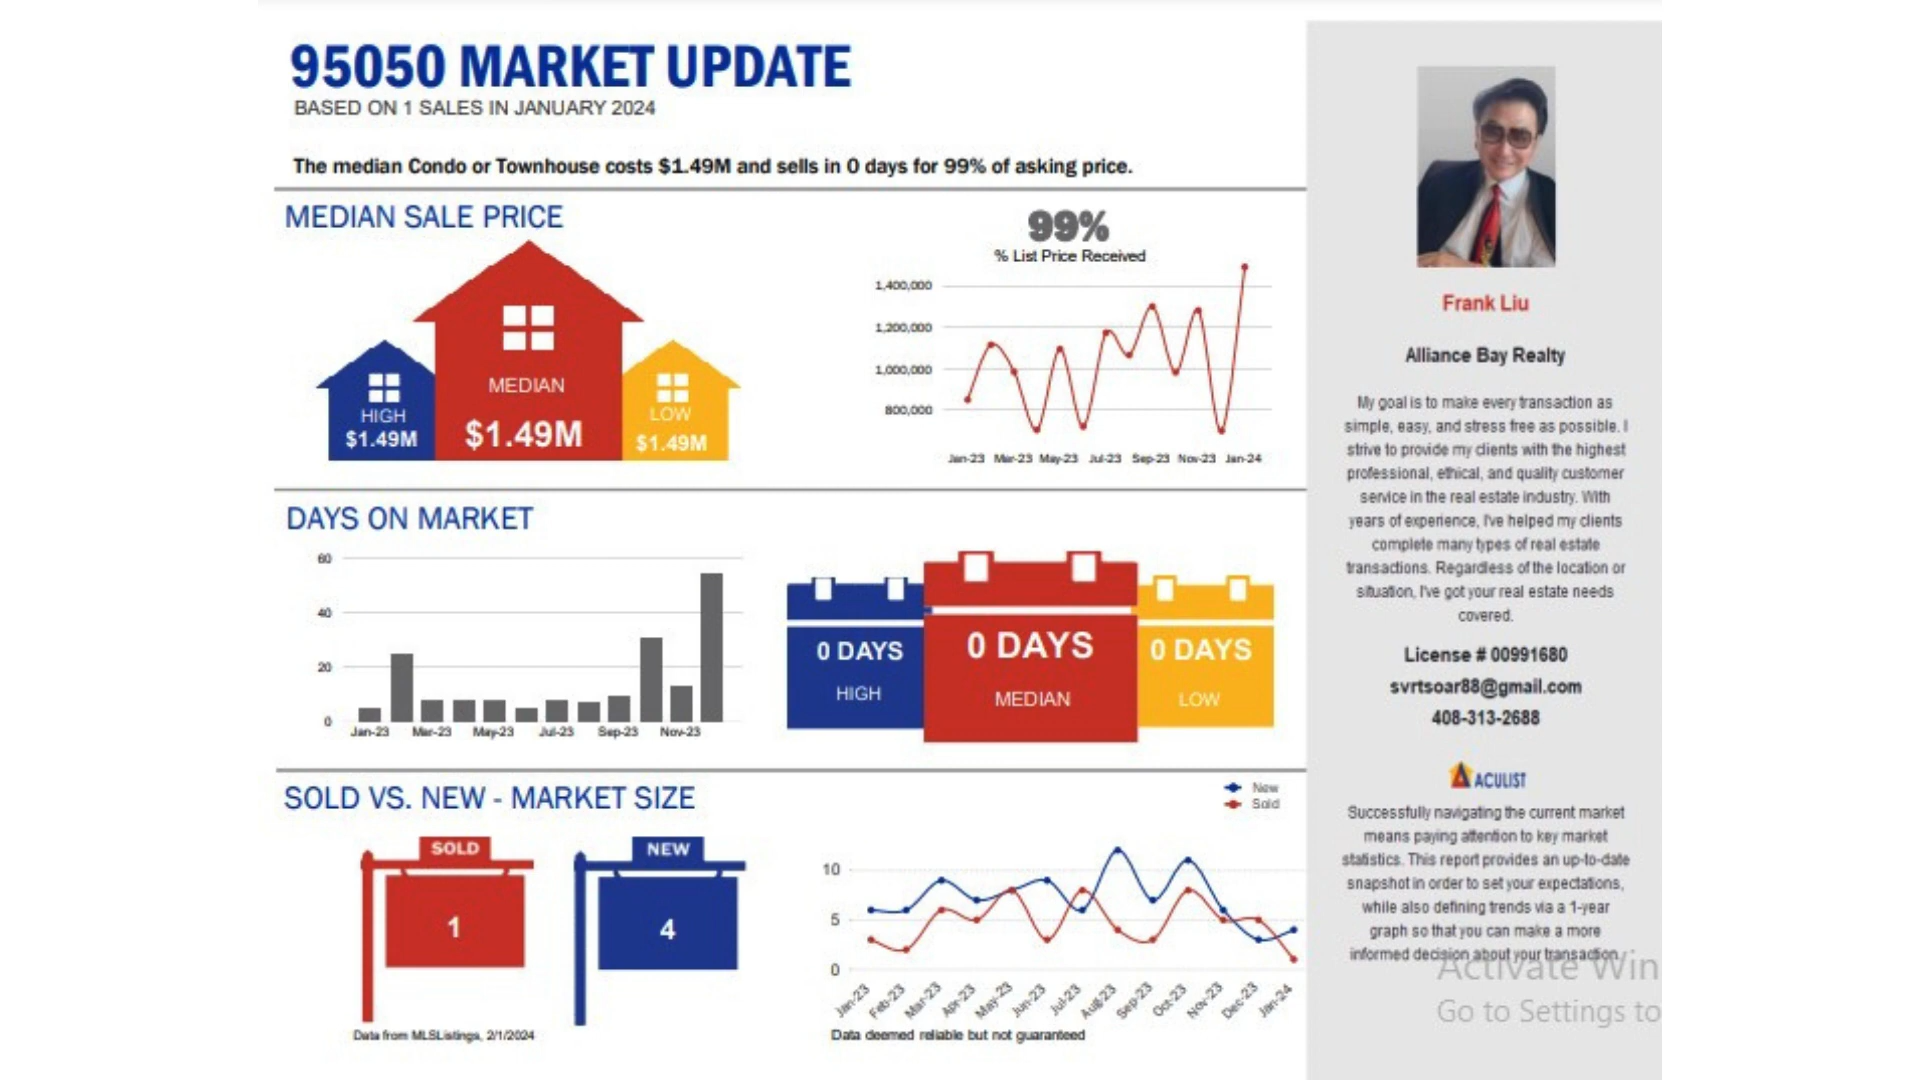 95050 MARKET UPDATE
BASED ON 1 SALES IN JANUARY 2024
The median Condo or Townhouse costs $1.49M and sells in 0 days for 99% of asking price.
MEDIAN SALE PRICE
HIGH
$1.49M
MEDIAN
$1.49M
LOW
$1.49M
99%
% List Price Received
1,400,000
1,200,000
1,000,000
800,000
Jan-23 Mar-23 May-23 Jul-23 Sep-23 Nov-23 Jan-24
DAYS ON MARKET
60
40
20
0
Jan-23 Mar-23 May-23 Jul-23 Sep-23 Nov-23
0 DAYS
HIGH
0 DAYS
MEDIAN
0 DAYS
LOW
SOLD VS. NEW - MARKET SIZE
SOLD
1
NEW
4
New
Sold
10
5
0
Jan-23 Feb-23 Mar-23 Apr-23 May-23 Jun-23 Jul-23 Aug-23 Sep-23 Oct-23 Nov-23 Dec-23 Jan-24
Data from MLSListings, 2/1/2024
Data deemed reliable but not guaranteed
Frank Liu
Alliance Bay Realty
My goal is to make every transaction as
simple, easy, and stress free as possible. I
strive to provide my clients with the highest
professional, ethical, and quality customer
service in the real estate industry. With
years of experience, I've helped my clients
complete many types of real estate
transactions. Regardless of the location or
situation, I've got your real estate needs
covered.
License # 00991680
svrtsoar88@gmail.com
408-313-2688
ACULIST
Successfully navigating the current market
means paying attention to key market
statistics. This report provides an up-to-date
snapshot in order to set your expectations,
while also defining trends via a 1-year
graph so that you can make a more
informed decision about your transaction.
Activate Win
Go to Settings to